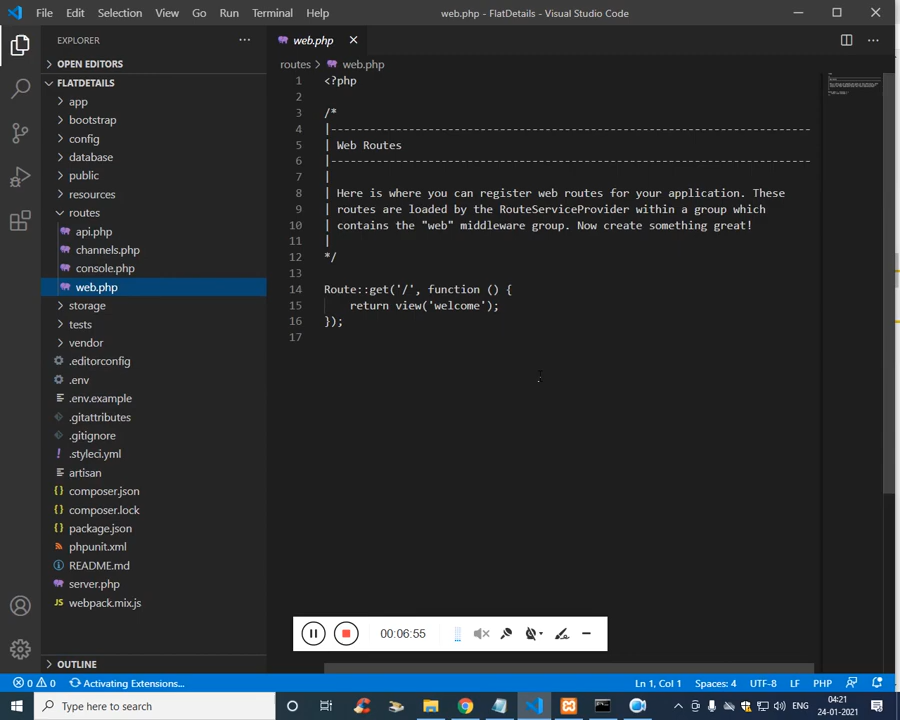 File Edit Selection View Go Run Terminal Help web.php - FlatDetails - Visual Studio Code
EXPLORER
web.php
OPEN EDITORS
routes > web.php
FLATDETAILS
app
bootstrap
config
database
public
resources
routes
api.php
channels.php
console.php
web.php
storage
tests
vendor
.editorconfig
.env
.env.example
.gitattributes
.gitignore
.styleci.yml
artisan
composer.json
composer.lock
package.json
phpunit.xml
README.md
server.php
JS webpack.mix.js
OUTLINE
1 <?php
2
3 /*
4 |--------------------------------------------------------------------------
5 | Web Routes
6 |--------------------------------------------------------------------------
7 |
8 | Here is where you can register web routes for your application. These
9 | routes are loaded by the RouteServiceProvider within a group which
10 | contains the "web" middleware group. Now create something great!
11 |
12 */
13
14 Route::get('/', function () {
15 return view('welcome');
16 });
17
00:06:55
0 0 Activating Extensions... Ln 1, Col 1 Spaces: 4 UTF-8 LF PHP
Type here to search
ENG
04:21
24-01-2021